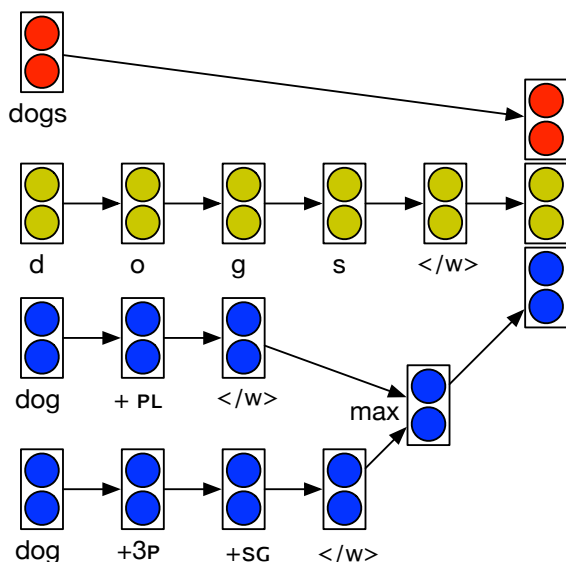 dogs
d o g s </w>
dog + PL </w>
max
dog +3P +SG </w>